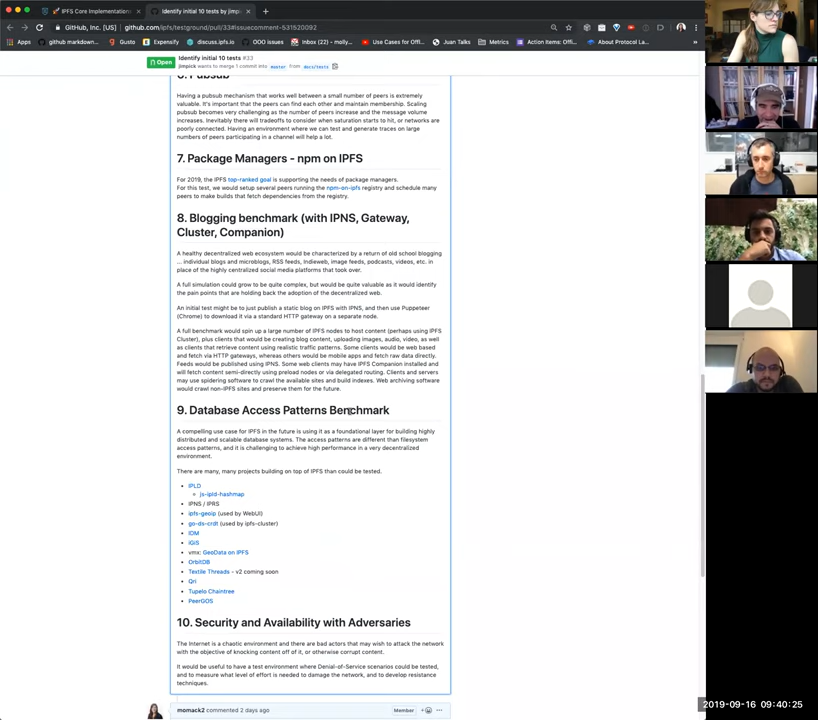 IPFS Core Implementations
Identify initial 10 tests by jimp
GitHub, Inc. [US]
github.com/ipfs/testground/pull/33#issuecomment-531520092
Apps
github markdown...
Gusto
Expensify
discuss.ipfs.io
OOO issues
Inbox (22) - molly...
Use Cases for Off...
Juan Talks
Metrics
Action Items: Offi...
About Protocol La...
Open
Identify initial 10 tests #33
jimpick wants to merge 1 commit into master from docs/tests
6. Pubsub
Having a pubsub mechanism that works well between a small number of peers is extremely
valuable. It's important that the peers can find each other and maintain membership. Scaling
pubsub becomes very challenging as the number of peers increase and the message volume
increases. Inevitably there will tradeoffs to consider when saturation starts to hit, or networks are
poorly connected. Having an environment where we can test and generate traces on large
numbers of peers participating in a channel will help a lot.
7. Package Managers - npm on IPFS
For 2019, the IPFS top-ranked goal is supporting the needs of package managers.
For this test, we would setup several peers running the npm-on-ipfs registry and schedule many
peers to make builds that fetch dependencies from the registry.
8. Blogging benchmark (with IPNS, Gateway,
Cluster, Companion)
A healthy decentralized web ecosystem would be characterized by a return of old school blogging
... individual blogs and microblogs, RSS feeds, Indieweb, image feeds, podcasts, videos, etc. in
place of the highly centralized social media platforms that took over.
A full simulation could grow to be quite complex, but would be quite valuable as it would identify
the pain points that are holding back the adoption of the decentralized web.
An initial test might be to just publish a static blog on IPFS with IPNS, and then use Puppeteer
(Chrome) to download it via a standard HTTP gateway on a separate node.
A full benchmark would spin up a large number of IPFS nodes to host content (perhaps using IPFS
Cluster), plus clients that would be creating blog content, uploading images, audio, video, as well
as clients that retrieve content using realistic traffic patterns. Some clients would be web based
and fetch via HTTP gateways, whereas others would be mobile apps and fetch raw data directly.
Feeds would be published using IPNS. Some web clients may have IPFS Companion installed and
will fetch content semi-directly using preload nodes or via delegated routing. Clients and servers
may use spidering software to crawl the available sites and build indexes. Web archiving software
would crawl non-IPFS sites and preserve them for the future.
9. Database Access Patterns Benchmark
A compelling use case for IPFS in the future is using it as a foundational layer for building highly
distributed and scalable database systems. The access patterns are different than filesystem
access patterns, and it is challenging to achieve high performance in a very decentralized
environment.
There are many, many projects building on top of IPFS than could be tested.
IPLD
js-ipld-hashmap
IPNS / IPRS
ipfs-geoip (used by WebUI)
go-ds-crdt (used by ipfs-cluster)
IDM
iGiS
vmx: GeoData on IPFS
OrbitDB
Textile Threads - v2 coming soon
Qri
Tupelo Chaintree
PeerGOS
10. Security and Availability with Adversaries
The Internet is a chaotic environment and there are bad actors that may wish to attack the network
with the objective of knocking content off of it, or otherwise corrupt content.
It would be useful to have a test environment where Denial-of-Service scenarios could be tested,
and to measure what level of effort is needed to damage the network, and to develop resistance
techniques.
momack2 commented 2 days ago
Member
2019-09-16 09:40:25